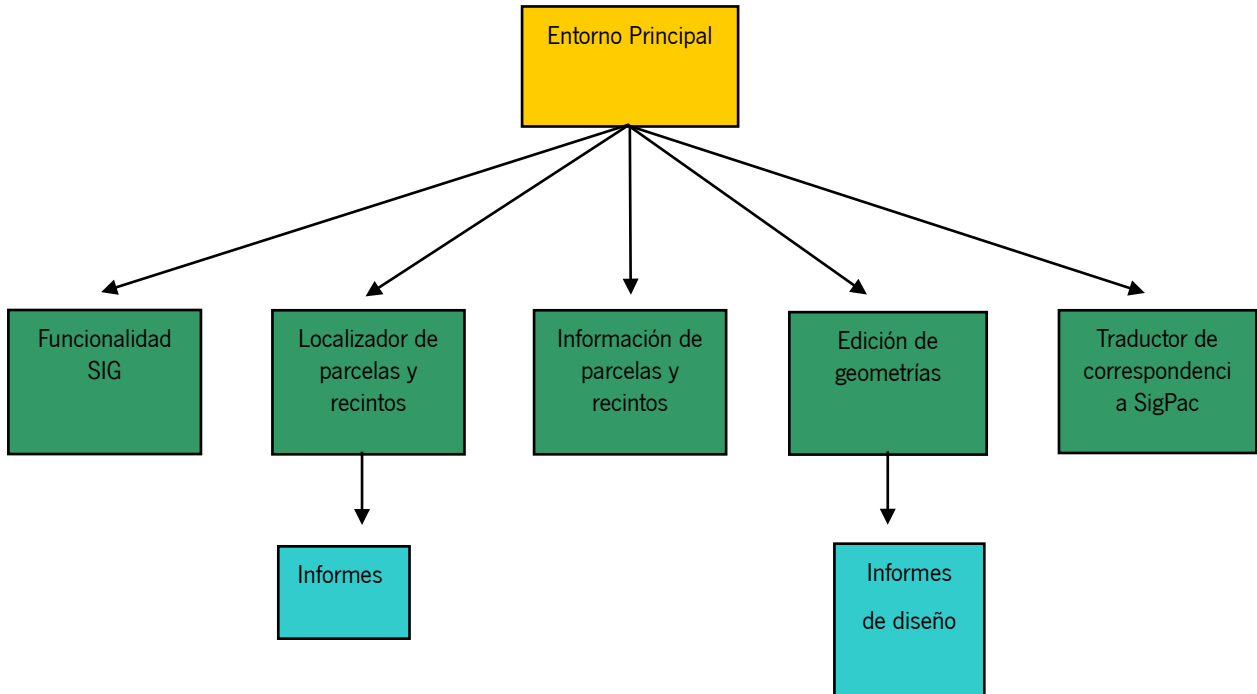 Entorno Principal
Funcionalidad
SIG
Localizador de
parcelas y
recintos
Información de
parcelas y
recintos
Edición de
geometrías
Traductor de
correspondenci
a SigPac
Informes
Informes
de diseño